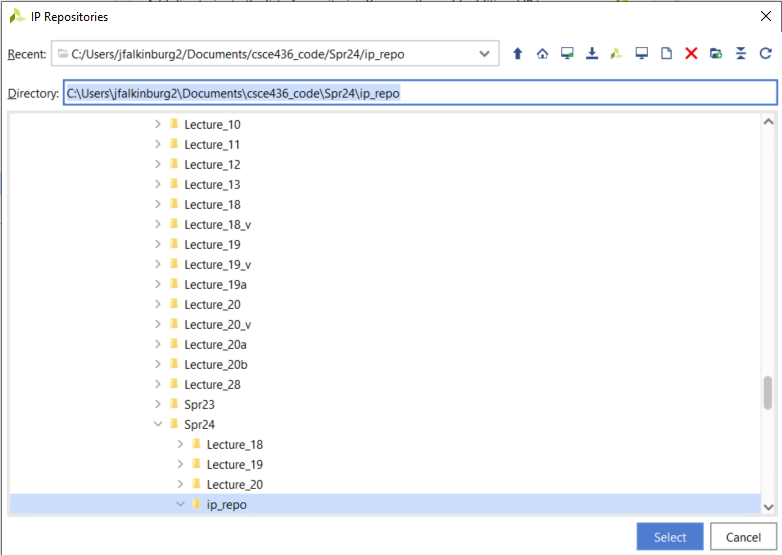 IP Repositories
Recent: C:/Users/jfalkinburg2/Documents/csce436_code/Spr24/ip_repo
Directory: C:\Users\jfalkinburg2\Documents\csce436_code\Spr24\ip_repo
Lecture_10
Lecture_11
Lecture_12
Lecture_13
Lecture_18
Lecture_18_v
Lecture_19
Lecture_19_v
Lecture_19a
Lecture_20
Lecture_20_v
Lecture_20a
Lecture_20b
Lecture_28
Spr23
Spr24
Lecture_18
Lecture_19
Lecture_20
ip_repo
Select Cancel